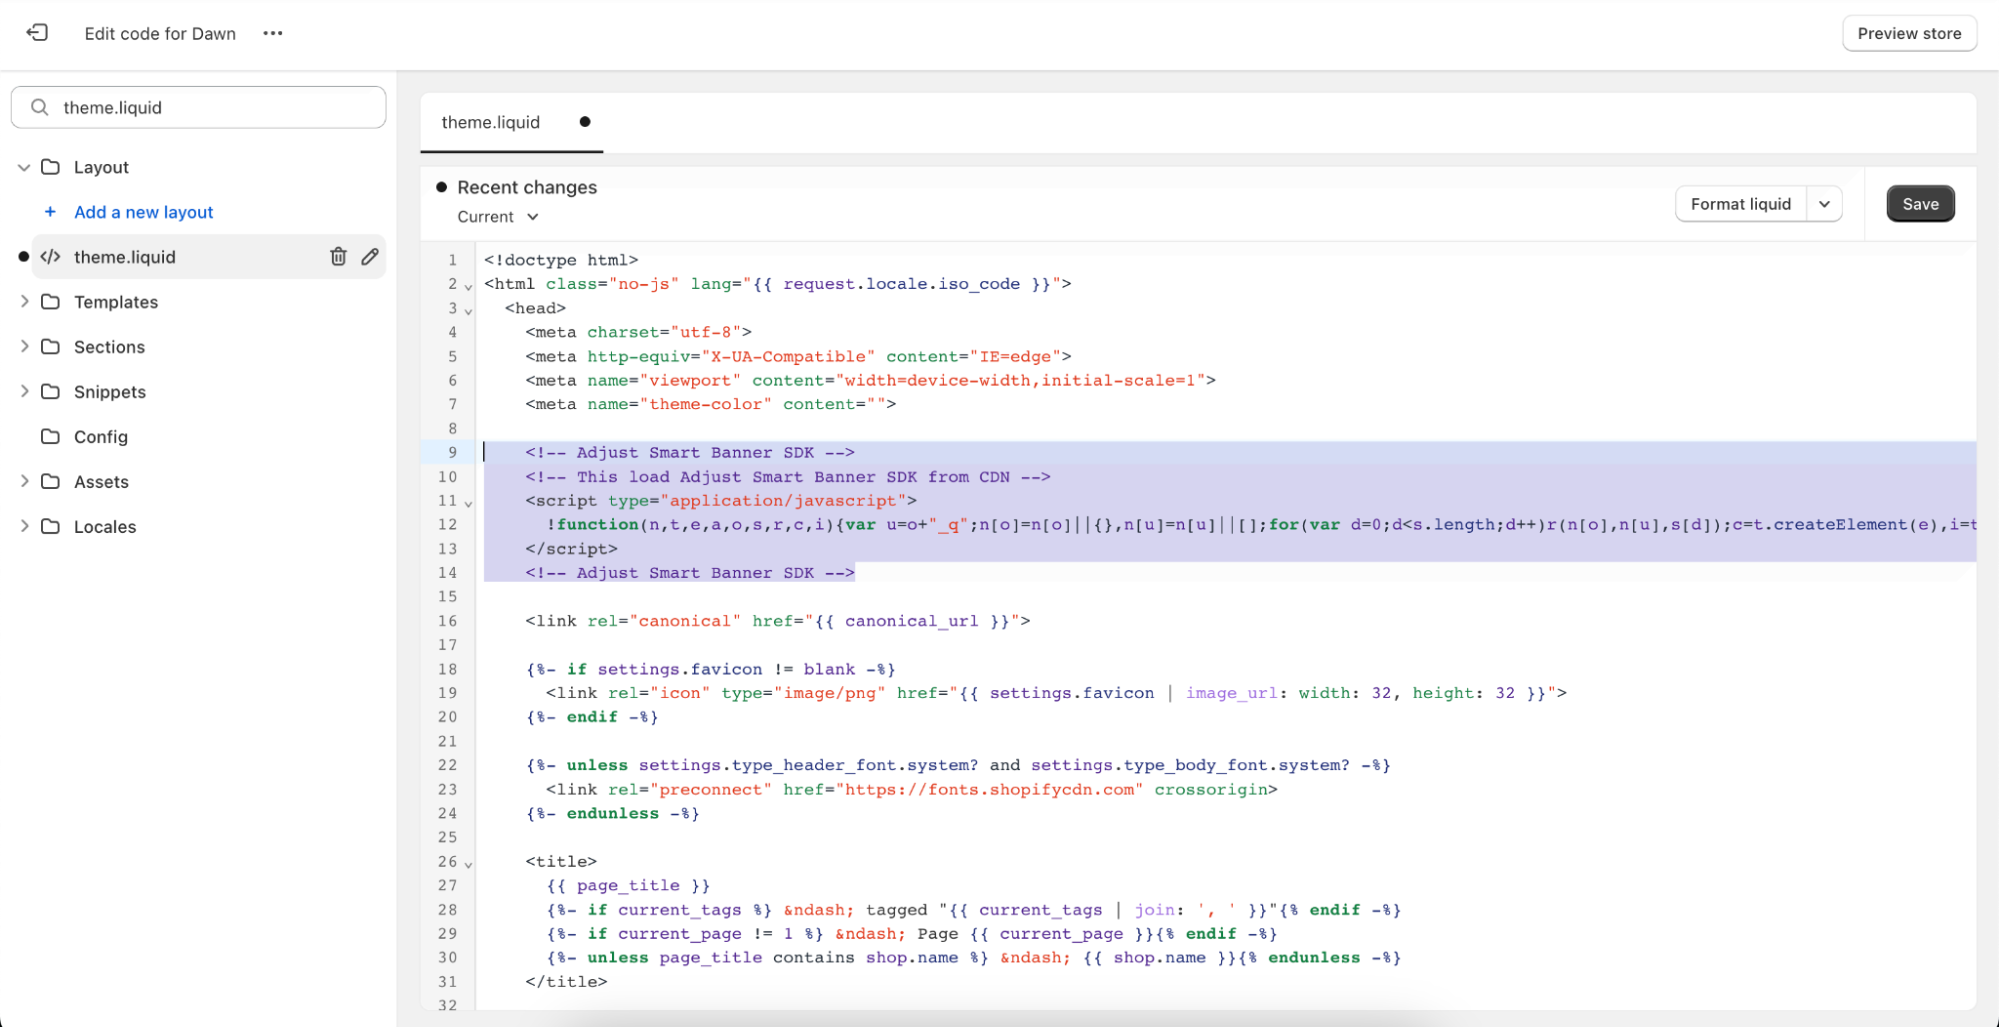 Edit code for Dawn
Preview store
theme.liquid
Layout
+ Add a new layout
</> theme.liquid
Templates
Sections
Snippets
Config
Assets
Locales
theme.liquid
Recent changes
Current
Format liquid
Save
1 <!doctype html>
2 <html class="no-js" lang="{{ request.locale.iso_code }}">
3 <head>
4 <meta charset="utf-8">
5 <meta http-equiv="X-UA-Compatible" content="IE=edge">
6 <meta name="viewport" content="width=device-width,initial-scale=1">
7 <meta name="theme-color" content="">
8
9 <!-- Adjust Smart Banner SDK -->
10 <!-- This load Adjust Smart Banner SDK from CDN -->
11 <script type="application/javascript">
12 !function(n,t,e,a,o,s,r,c,i){var u=o+"_q";n[o]=n[o]||{},n[u]=n[u]||[];for(var d=0;d<s.length;d++)r(n[o],n[u],s[d]);c=t.createElement(e),i=t
13 </script>
14 <!-- Adjust Smart Banner SDK -->
15
16 <link rel="canonical" href="{{ canonical_url }}">
17
18 {%- if settings.favicon != blank -%}
19 <link rel="icon" type="image/png" href="{{ settings.favicon | image_url: width: 32, height: 32 }}">
20 {%- endif -%}
21
22 {%- unless settings.type_header_font.system? and settings.type_body_font.system? -%}
23 <link rel="preconnect" href="https://fonts.shopifycdn.com" crossorigin>
24 {%- endunless -%}
25
26 <title>
27 {{ page_title }}
28 {%- if current_tags %} &ndash; tagged "{{ current_tags | join: ', ' }}"{% endif -%}
29 {%- if current_page != 1 %} &ndash; Page {{ current_page }}{% endif -%}
30 {%- unless page_title contains shop.name %} &ndash; {{ shop.name }}{% endunless -%}
31 </title>
32